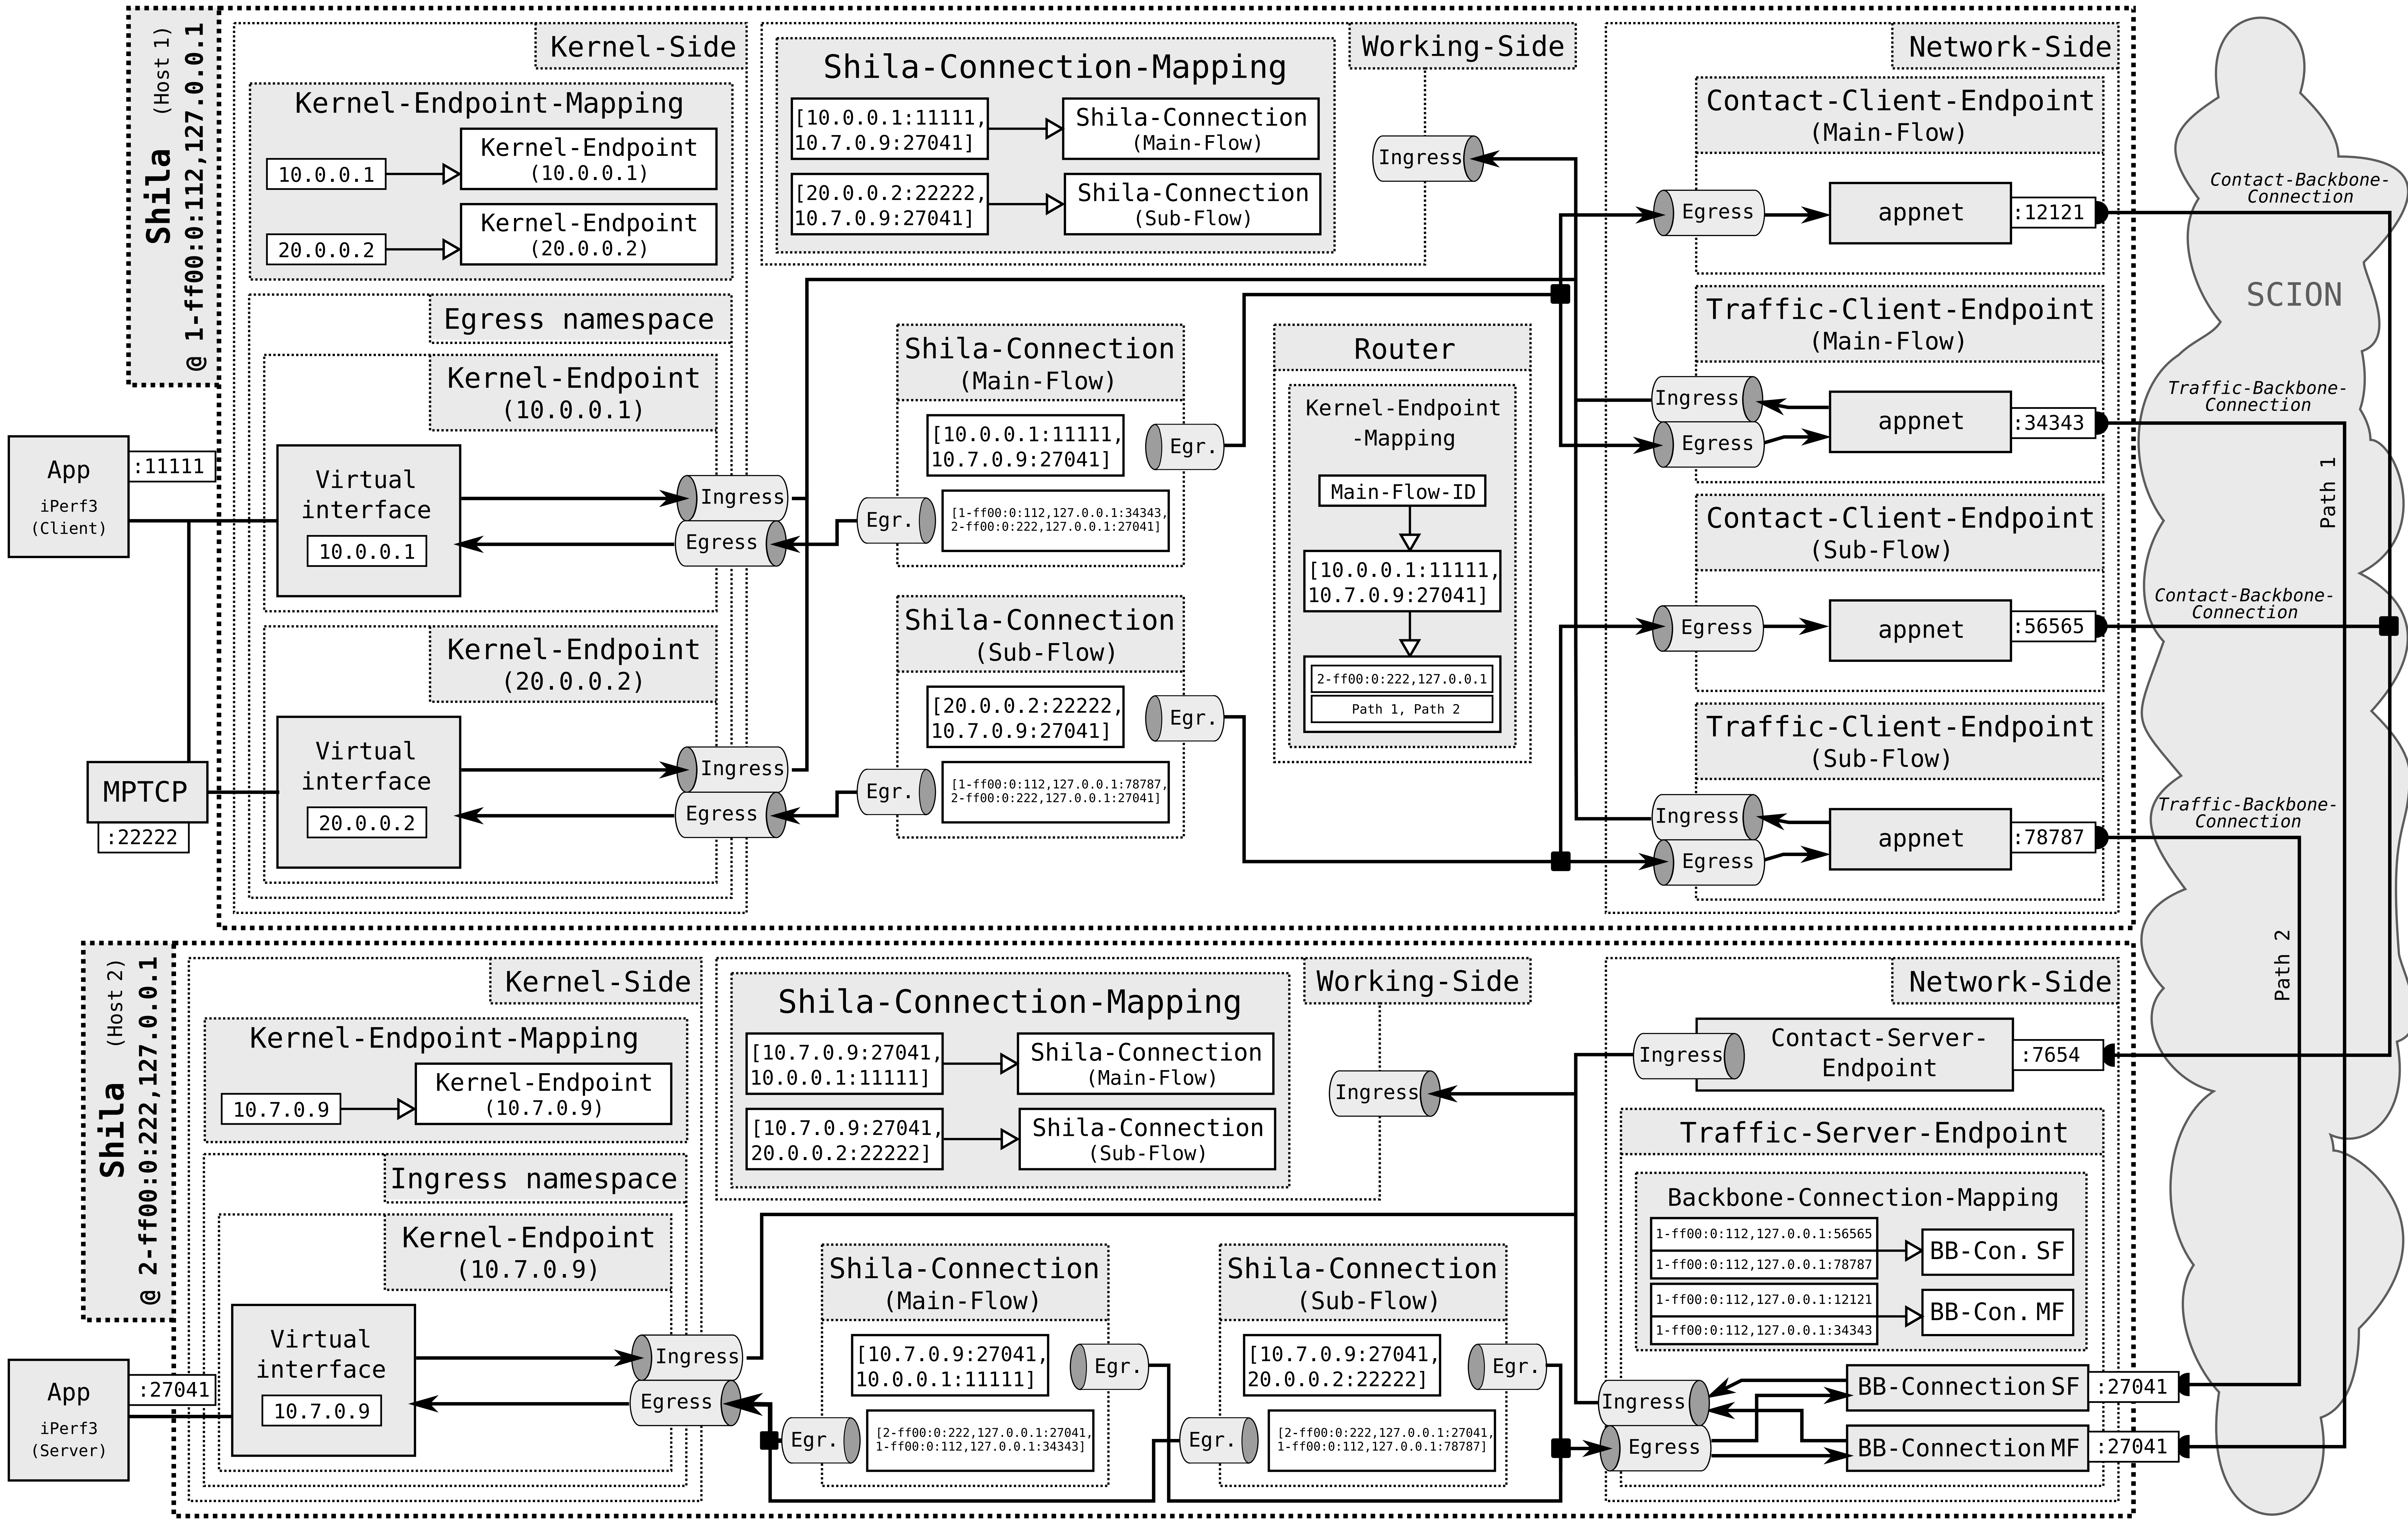 Shila (Host 1)
@ 1-ff00:0:112,127.0.0.1
Kernel-Side
Kernel-Endpoint-Mapping
10.0.0.1
Kernel-Endpoint
(10.0.0.1)
20.0.0.2
Kernel-Endpoint
(20.0.0.2)
Egress namespace
Kernel-Endpoint
(10.0.0.1)
Virtual
interface
10.0.0.1
Ingress
Egress
Kernel-Endpoint
(20.0.0.2)
Virtual
interface
20.0.0.2
Ingress
Egress
App
iPerf3
(Client)
:11111
MPTCP
:22222
Working-Side
Shila-Connection-Mapping
[10.0.0.1:11111,
10.7.0.9:27041]
Shila-Connection
(Main-Flow)
[20.0.0.2:22222,
10.7.0.9:27041]
Shila-Connection
(Sub-Flow)
Ingress
Shila-Connection
(Main-Flow)
[10.0.0.1:11111,
10.7.0.9:27041]
Egr.
Egr.
[1-ff00:0:112,127.0.0.1:34343,
2-ff00:0:222,127.0.0.1:27041]
Shila-Connection
(Sub-Flow)
[20.0.0.2:22222,
10.7.0.9:27041]
Egr.
Egr.
[1-ff00:0:112,127.0.0.1:78787,
2-ff00:0:222,127.0.0.1:27041]
Router
Kernel-Endpoint
-Mapping
Main-Flow-ID
[10.0.0.1:11111,
10.7.0.9:27041]
2-ff00:0:222,127.0.0.1
Path 1, Path 2
Network-Side
Contact-Client-Endpoint
(Main-Flow)
Egress
appnet
:12121
Traffic-Client-Endpoint
(Main-Flow)
Ingress
Egress
appnet
:34343
Contact-Client-Endpoint
(Sub-Flow)
Egress
appnet
:56565
Traffic-Client-Endpoint
(Sub-Flow)
Ingress
Egress
appnet
:78787
Contact-Backbone-
Connection
SCION
Traffic-Backbone-
Connection
Path 1
Contact-Backbone-
Connection
Traffic-Backbone-
Connection
Path 2
Shila (Host 2)
@ 2-ff00:0:222,127.0.0.1
Kernel-Side
Kernel-Endpoint-Mapping
10.7.0.9
Kernel-Endpoint
(10.7.0.9)
Ingress namespace
Kernel-Endpoint
(10.7.0.9)
Virtual
interface
10.7.0.9
Ingress
Egress
App
iPerf3
(Server)
:27041
Working-Side
Shila-Connection-Mapping
[10.7.0.9:27041,
10.0.0.1:11111]
Shila-Connection
(Main-Flow)
[10.7.0.9:27041,
20.0.0.2:22222]
Shila-Connection
(Sub-Flow)
Ingress
Shila-Connection
(Main-Flow)
[10.7.0.9:27041,
10.0.0.1:11111]
Egr.
Egr.
[2-ff00:0:222,127.0.0.1:27041,
1-ff00:0:112,127.0.0.1:34343]
Shila-Connection
(Sub-Flow)
[10.7.0.9:27041,
20.0.0.2:22222]
Egr.
Egr.
[2-ff00:0:222,127.0.0.1:27041,
1-ff00:0:112,127.0.0.1:78787]
Network-Side
Ingress
Contact-Server-
Endpoint
:7654
Traffic-Server-Endpoint
Backbone-Connection-Mapping
1-ff00:0:112,127.0.0.1:56565
1-ff00:0:112,127.0.0.1:78787
BB-Con. SF
1-ff00:0:112,127.0.0.1:12121
1-ff00:0:112,127.0.0.1:34343
BB-Con. MF
Ingress
Egress
BB-Connection SF
:27041
BB-Connection MF
:27041